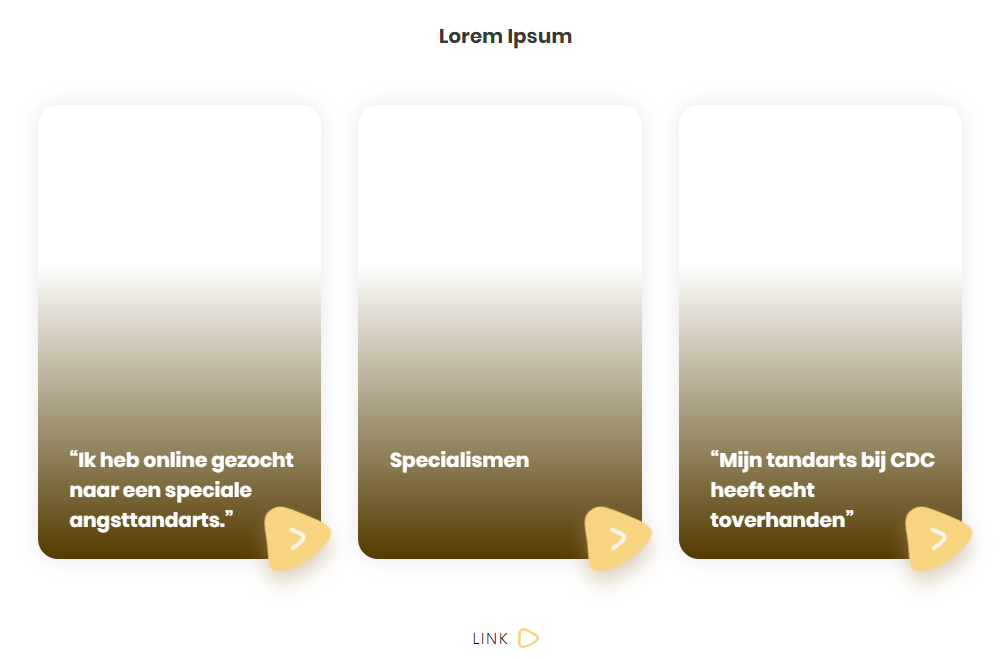 Lorem Ipsum
“Ik heb online gezocht
naar een speciale
angsttandarts.”
Specialismen
“Mijn tandarts bij CDC
heeft echt
toverhanden”
LINK